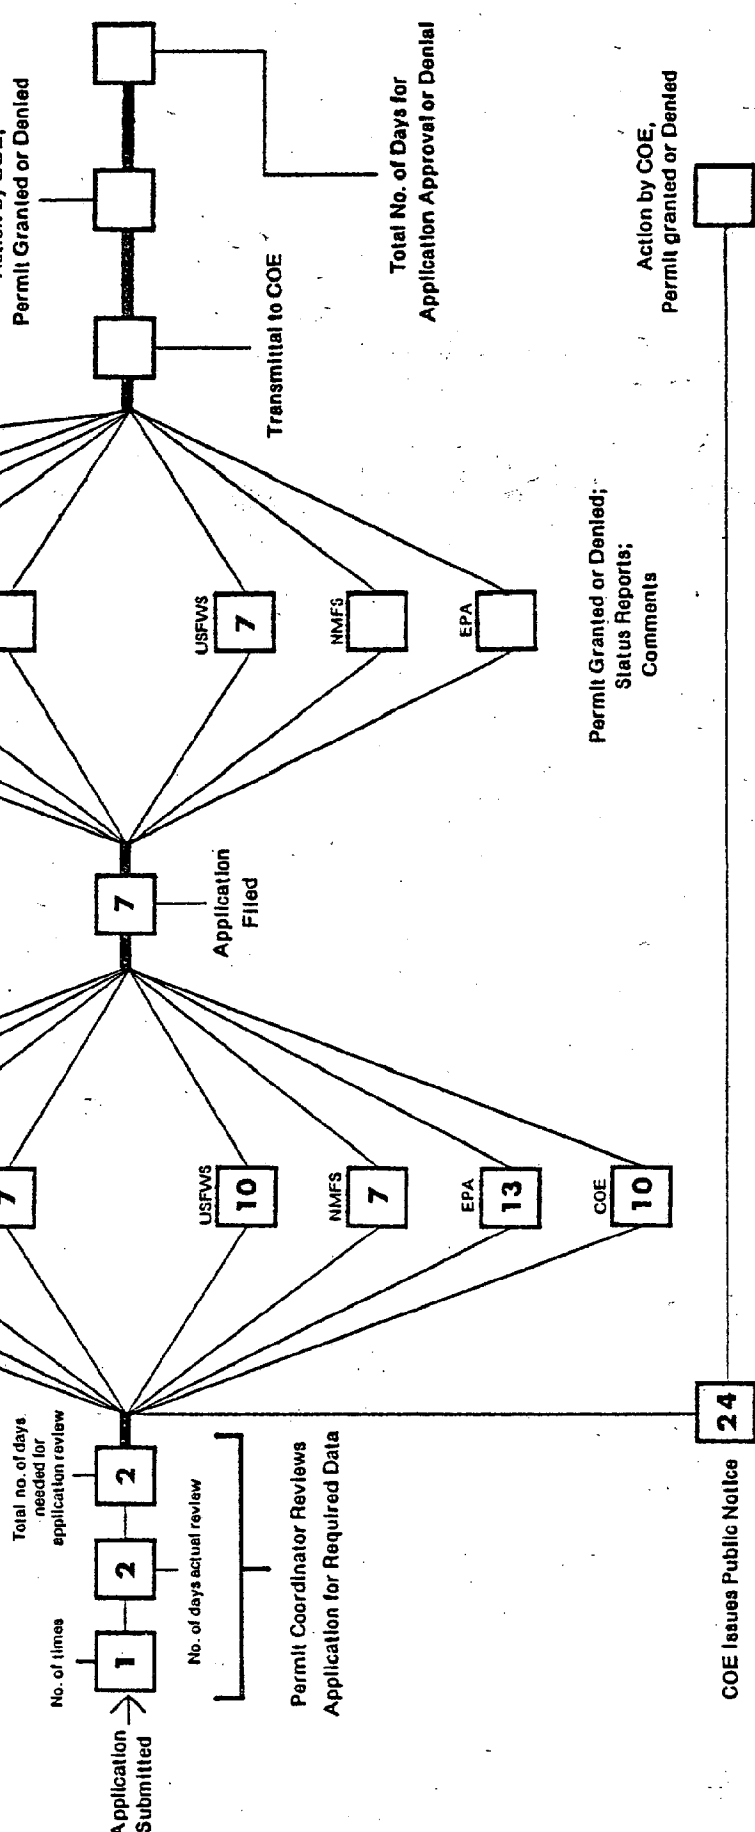 Application
Submitted
No. of times
1
2
No. of days actual review
Total no. of days
needed for
application review
2
Permit Coordinator Reviews
Application for Required Data
COE Issues Public Notice
24
7
USFWS
10
NMFS
7
EPA
13
COE
10
7
Application
Filed
USFWS
7
NMFS
EPA
Permit Granted or Denied;
Status Reports;
Comments
Transmittal to COE
Permit Granted or Denied
Total No. of Days for
Application Approval or Denial
Action by COE,
Permit granted or Denied